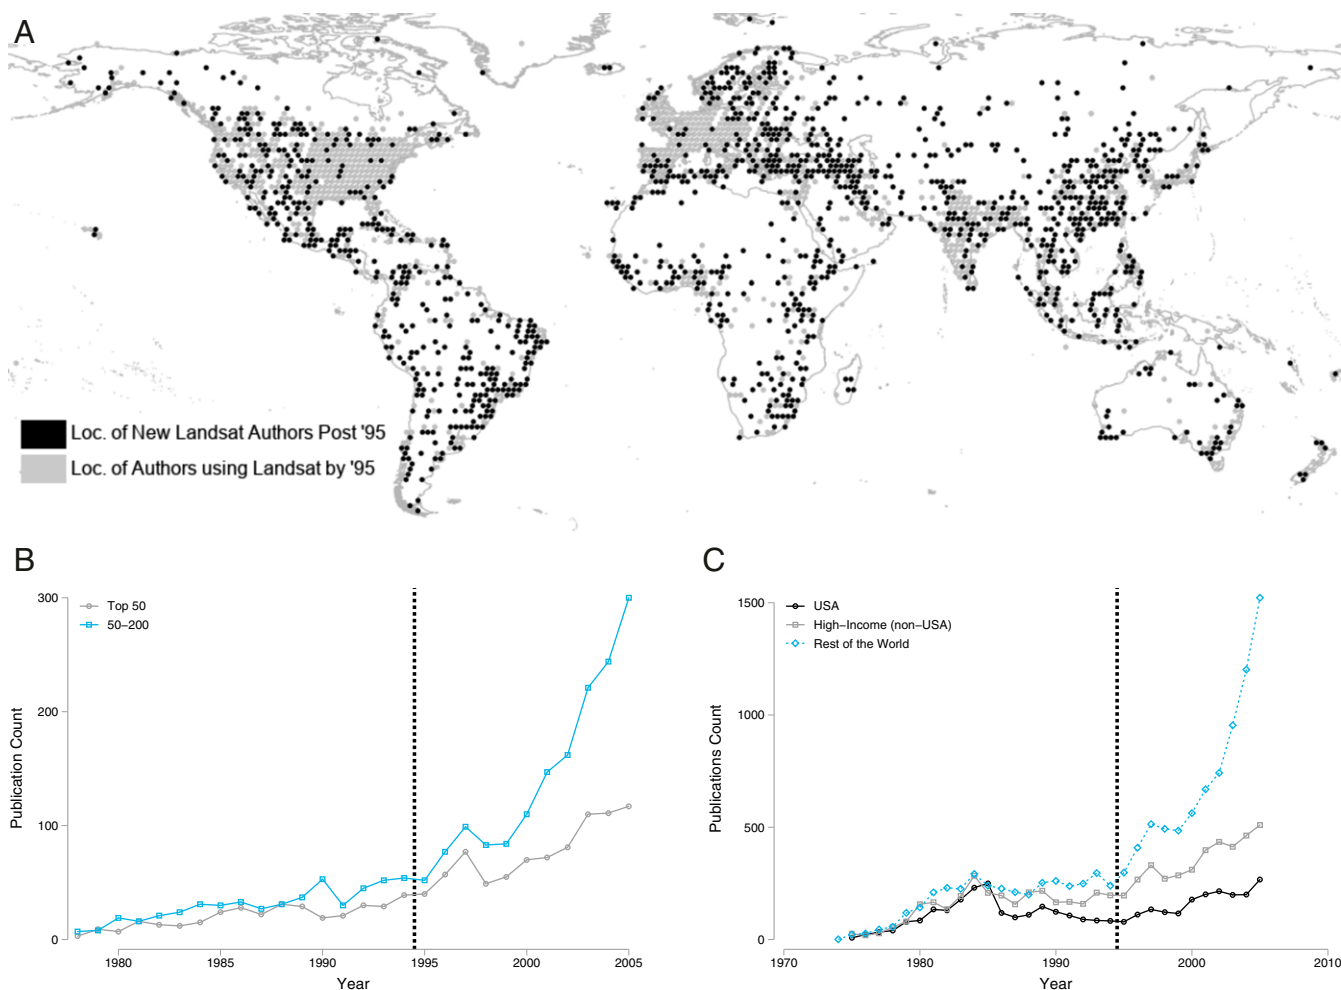 A
Loc. of New Landsat Authors Post '95
Loc. of Authors using Landsat by '95
B
Top 50
50–200
300
200
100
0
Publication Count
1980 1985 1990 1995 2000 2005
Year
C
USA
High–Income (non–USA)
Rest of the World
1500
1000
500
0
Publications Count
1970 1980 1990 2000 2010
Year